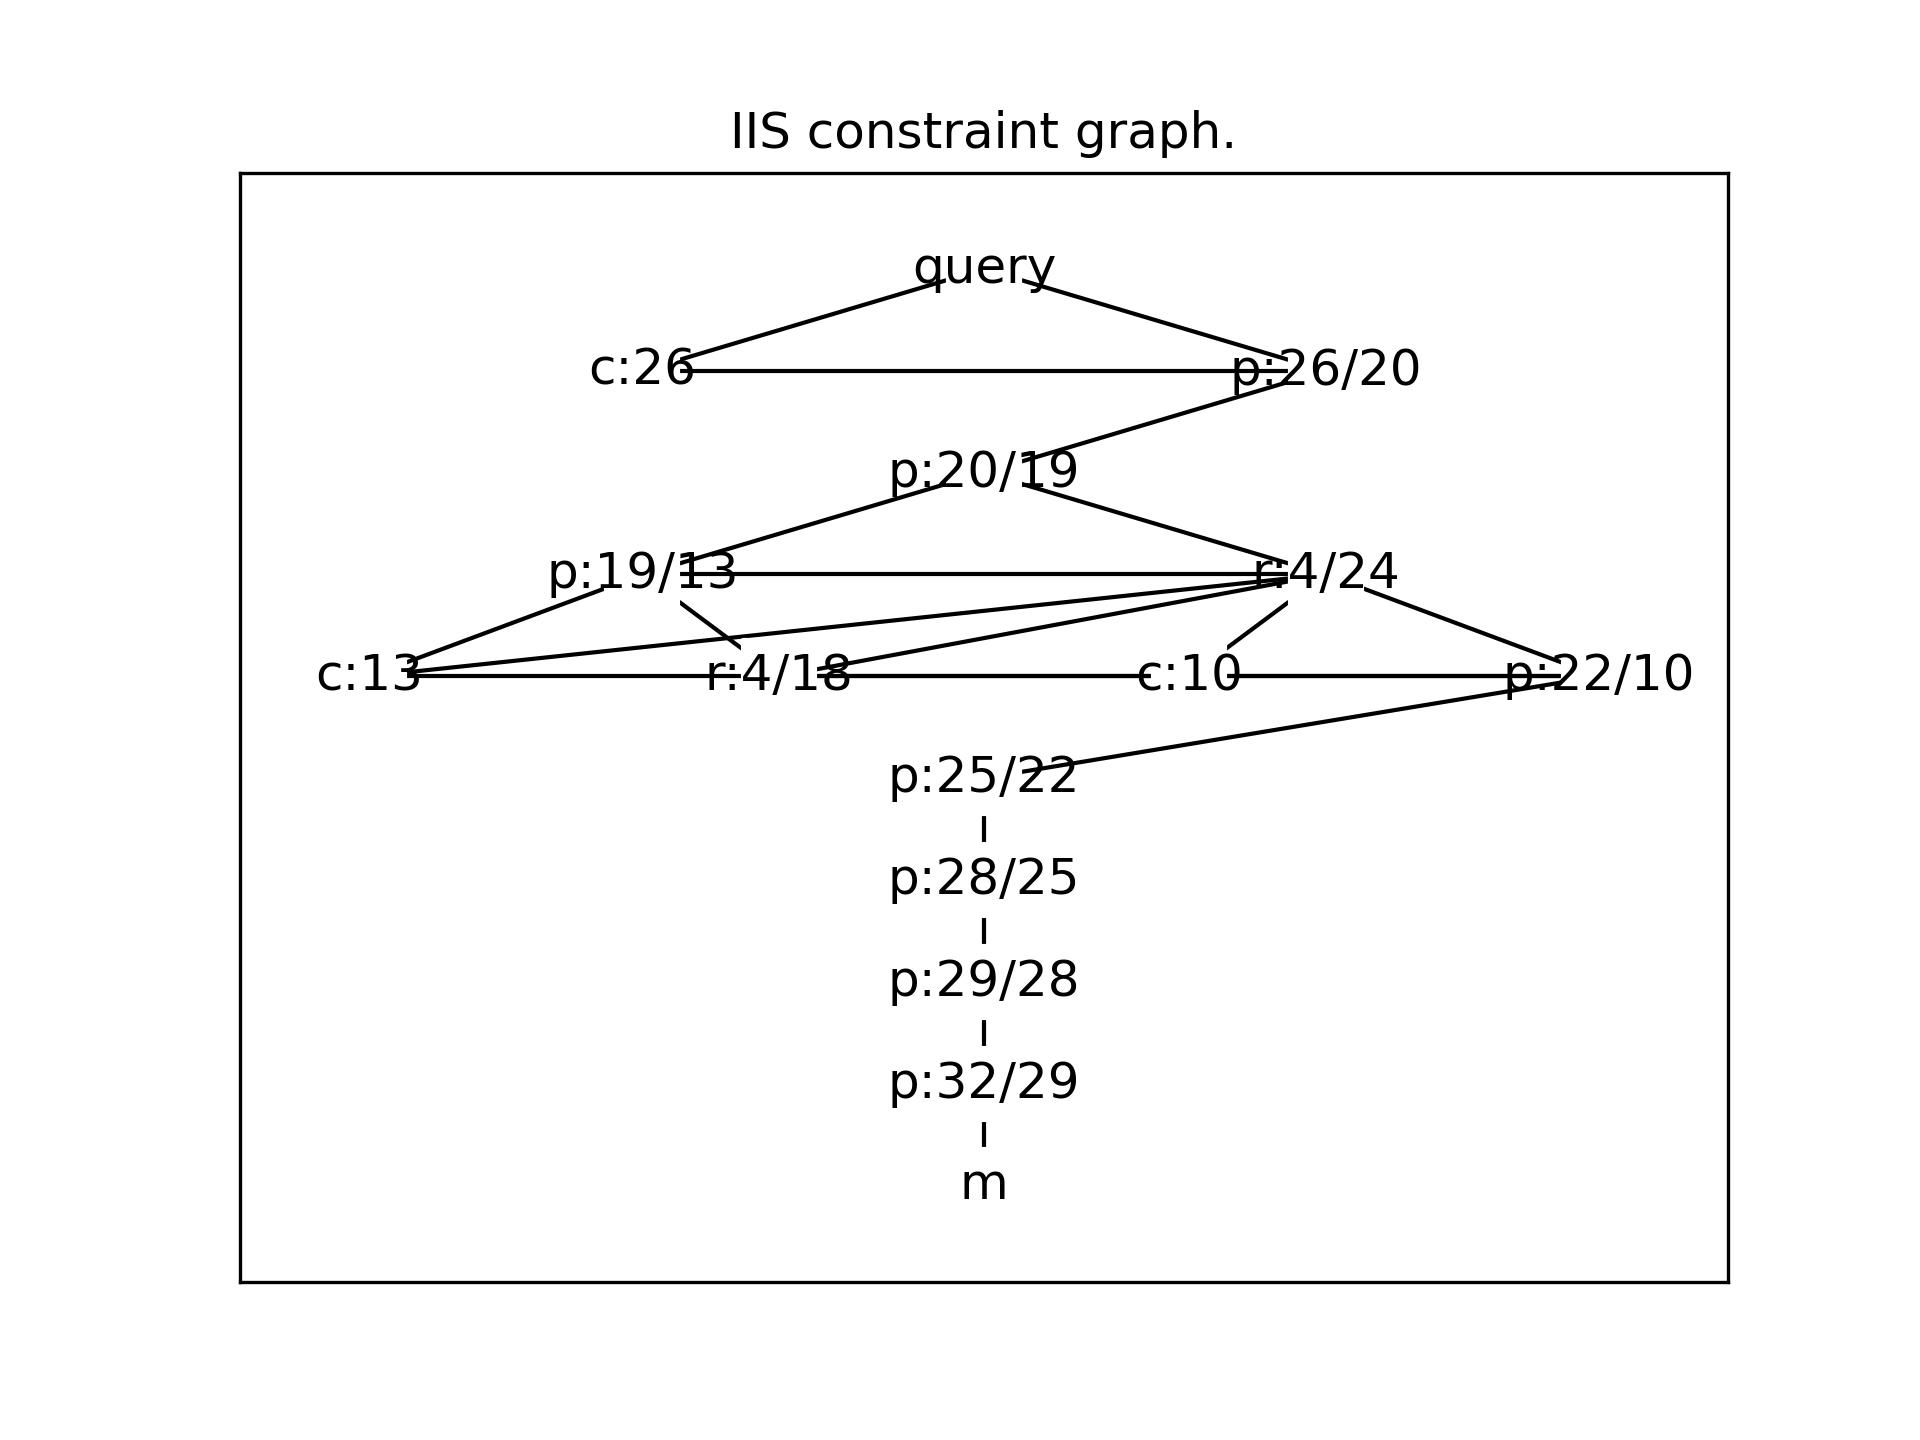 IIS constraint graph.
query
c:26 p:26/20
p:20/19
p:19/13 r:4/24
c:13 r:4/18 c:10 p:22/10
p:25/22
p:28/25
p:29/28
p:32/29
m